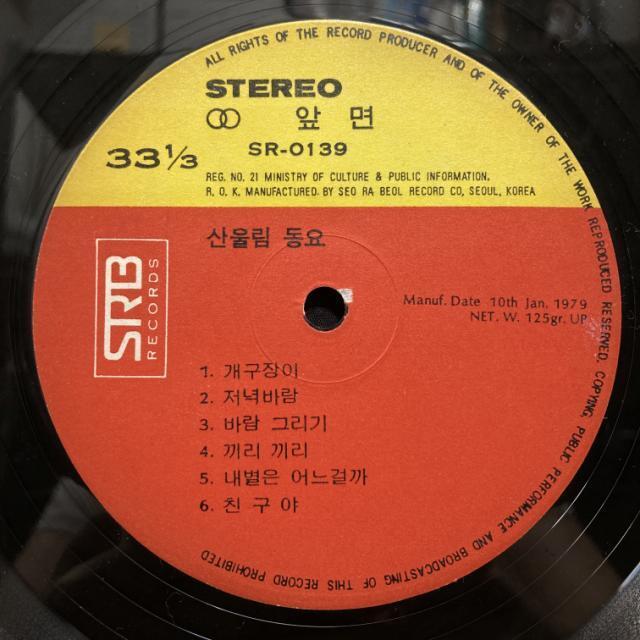 ALL RIGHTS OF THE RECORD PRODUCER AND OF THE OWNER OF THE WORK REPRODUCED RESERVED. COPYING, PUBLIC PERFORMANCE AND BROADCASTING OF THIS RECORD PROHIBITED
STEREO
앞 면
33 1/3
SR-0139
REG. NO. 21 MINISTRY OF CULTURE & PUBLIC INFORMATION.
R. O. K. MANUFACTURED BY SEO RA BEOL RECORD CO, SEOUL, KOREA
산울림 동요
SRB
RECORDS
Manuf. Date 10th Jan. 1979
NET. W. 125gr. UP
1. 개구장이
2. 저녁바람
3. 바람 그리기
4. 끼리 끼리
5. 내별은 어느걸까
6. 친 구 야